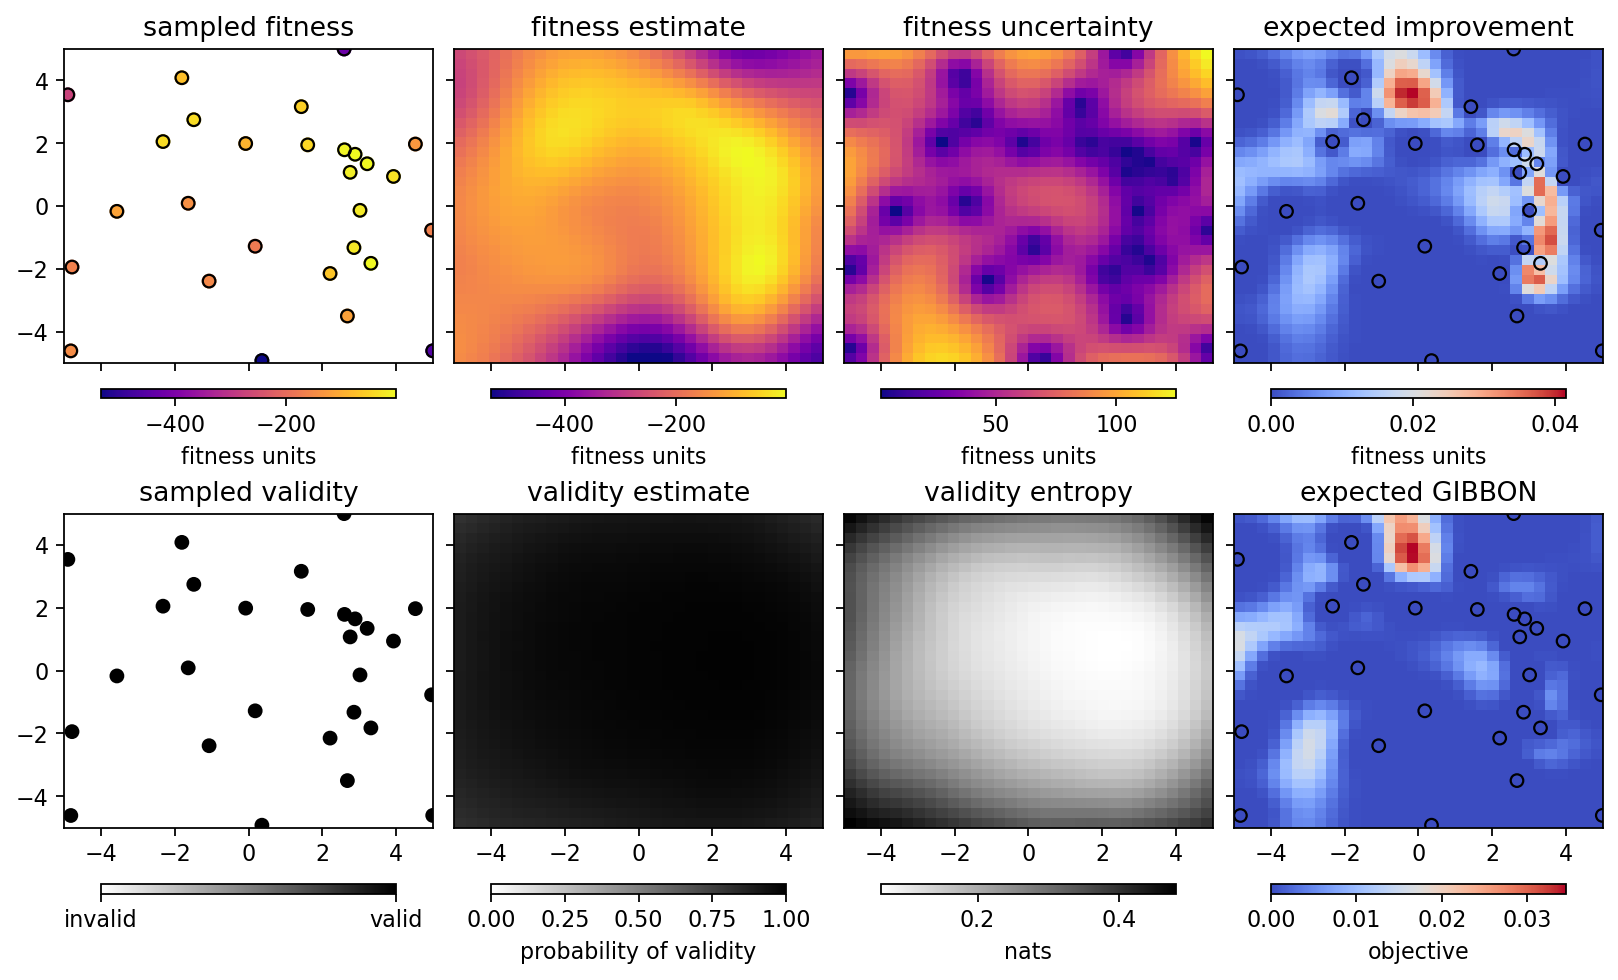 sampled fitness
fitness estimate
fitness uncertainty
expected improvement
4
2
0
−2
−4
−400 −200
−400 −200
50 100
0.00 0.02 0.04
fitness units
fitness units
fitness units
fitness units
sampled validity
validity estimate
validity entropy
expected GIBBON
4
2
0
−2
−4
−4 −2 0 2 4
−4 −2 0 2 4
−4 −2 0 2 4
−4 −2 0 2 4
invalid valid
0.00 0.25 0.50 0.75 1.00
0.2 0.4
0.00 0.01 0.02 0.03
probability of validity
nats
objective